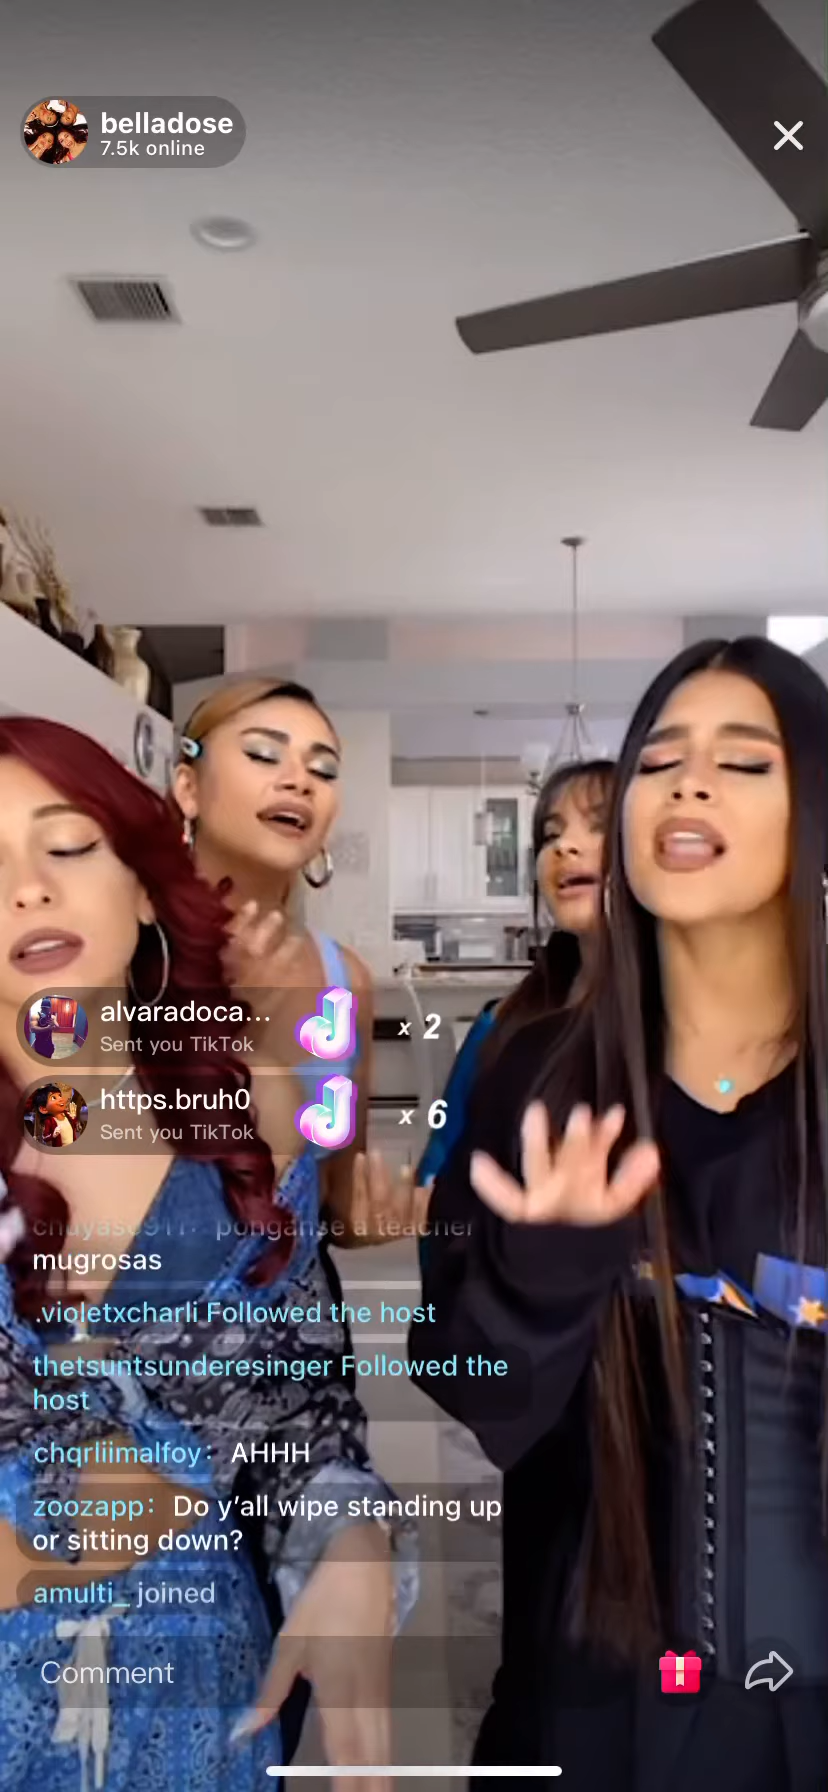 belladose
7.5k online
alvaradoca...
Sent you TikTok
x 2
https.bruh0
Sent you TikTok
x 6
ponganse a teacher
mugrosas
.violetxcharli Followed the host
thetsuntsunderesinger Followed the
host
chqrliimalfoy: AHHH
zoozapp: Do y'all wipe standing up
or sitting down?
amulti_ joined
Comment